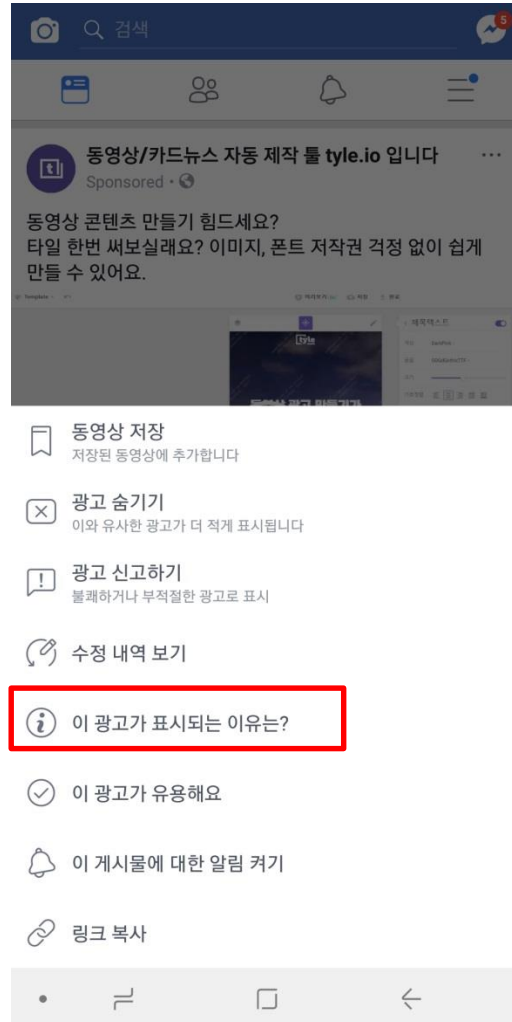 검색
5
동영상/카드뉴스 자동 제작 툴 tyle.io 입니다
Sponsored
동영상 콘텐츠 만들기 힘드세요?
타일 한번 써보실래요? 이미지, 폰트 저작권 걱정 없이 쉽게
만들 수 있어요.
Template
tyle
동영상 저장
저장된 동영상에 추가합니다
광고 숨기기
이와 유사한 광고가 더 적게 표시됩니다
광고 신고하기
불쾌하거나 부적절한 광고로 표시
수정 내역 보기
이 광고가 표시되는 이유는?
이 광고가 유용해요
이 게시물에 대한 알림 켜기
링크 복사